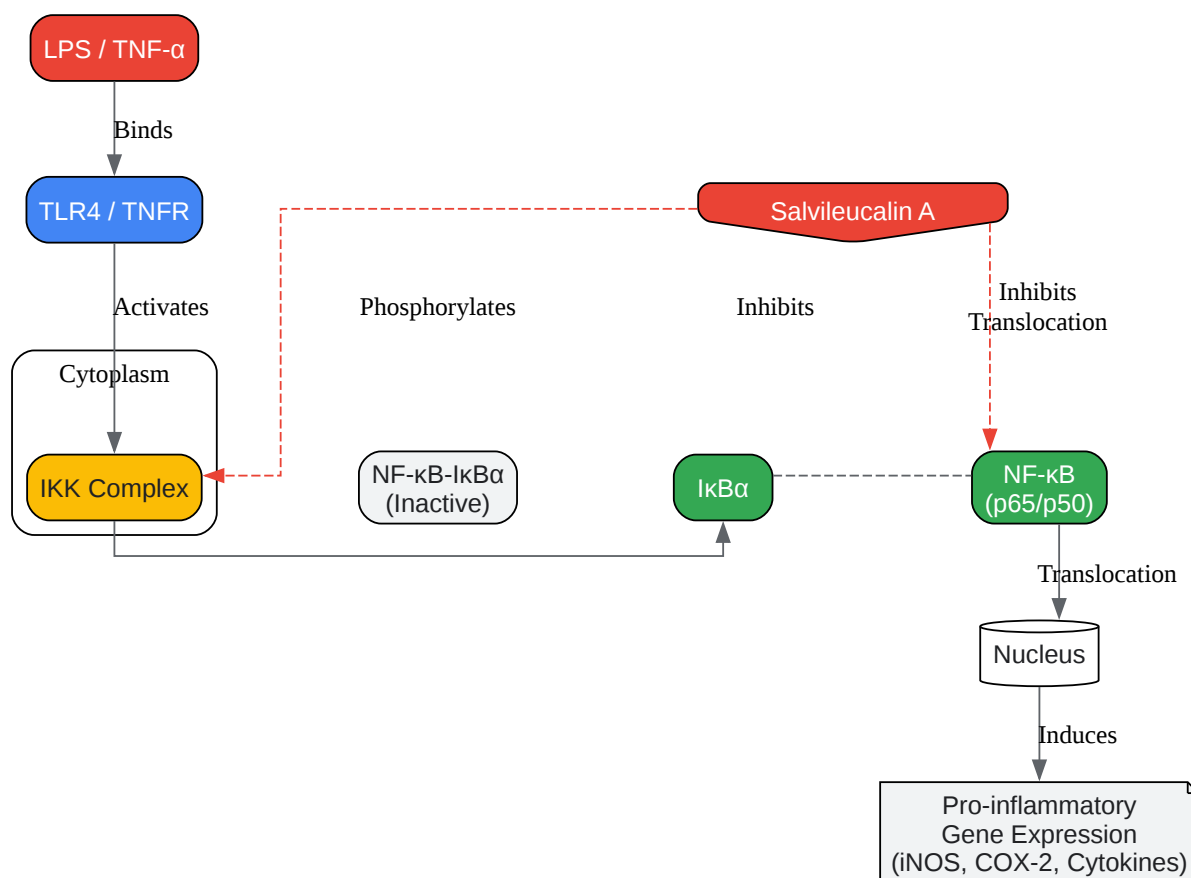 LPS / TNF-α
Binds
TLR4 / TNFR
Salvileucalin A
Activates
Phosphorylates
Inhibits
Inhibits
Translocation
Cytoplasm
IKK Complex
NF-κB-IκBα
(Inactive)
IκBα
NF-κB
(p65/p50)
Translocation
Nucleus
Induces
Pro-inflammatory
Gene Expression
(iNOS, COX-2, Cytokines)